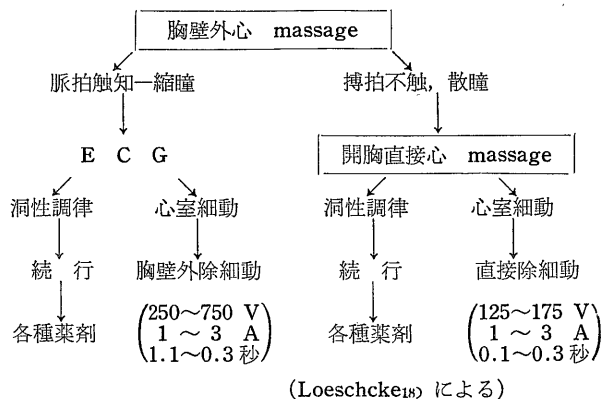 胸壁外心 massage
脈拍触知―縮瞳 搏拍不触，散瞳
E C G 開胸直接心 massage
洞性調律 心室細動 洞性調律 心室細動
続 行 胸壁外除細動 続 行 直接除細動
各種薬剤 (250～750 V 1 ～ 3 A 1.1～0.3 秒) 各種薬剤 (125～175 V 1 ～ 3 A 0.1～0.3 秒)
(Loeschcke18) による)